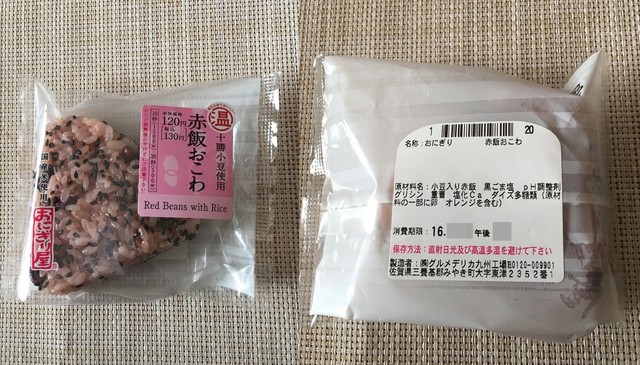 温
十勝小豆使用
赤飯おこわ
本体価格
120円
税込
130円
Red Beans with Rice
国産米使用
おにぎり屋
1 20
名称:おにぎり 赤飯おこわ
原材料名:小豆入り赤飯 黒ごま塩 pH調整剤
グリシン 重曹 塩化Ca ダイズ多糖類(原材
料の一部に卵 オレンジを含む)
消費期限:16. 午後
保存方法:直射日光及び高温多湿を避けて下さい
製造者:㈱グルメデリカ九州工場 0120-009901
佐賀県三養基郡みやき町大字東津2352番1